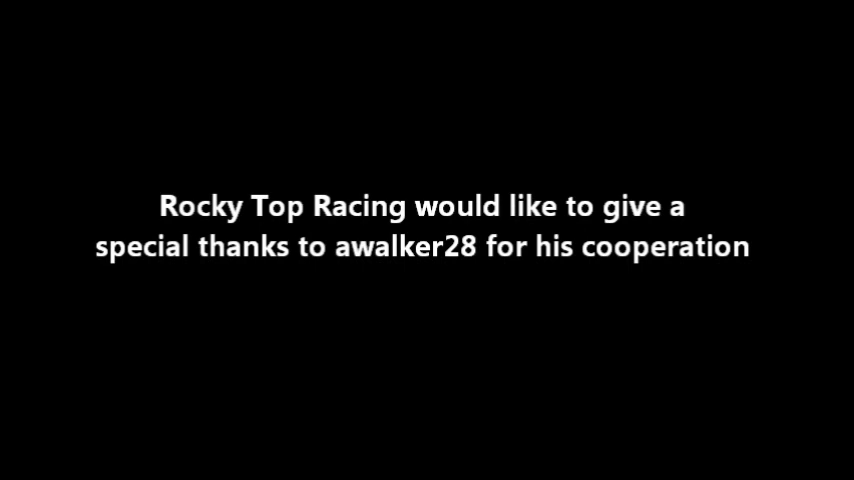 Rocky Top Racing would like to give a
special thanks to awalker28 for his cooperation